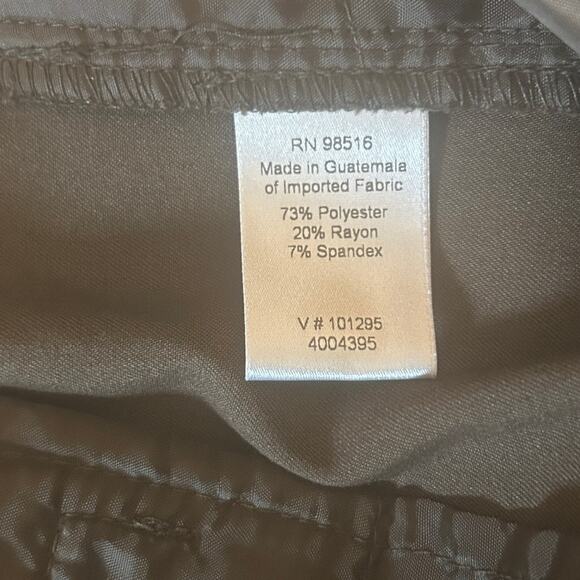 RN 98516
Made in Guatemala
of Imported Fabric
73% Polyester
20% Rayon
7% Spandex
V # 101295
4004395